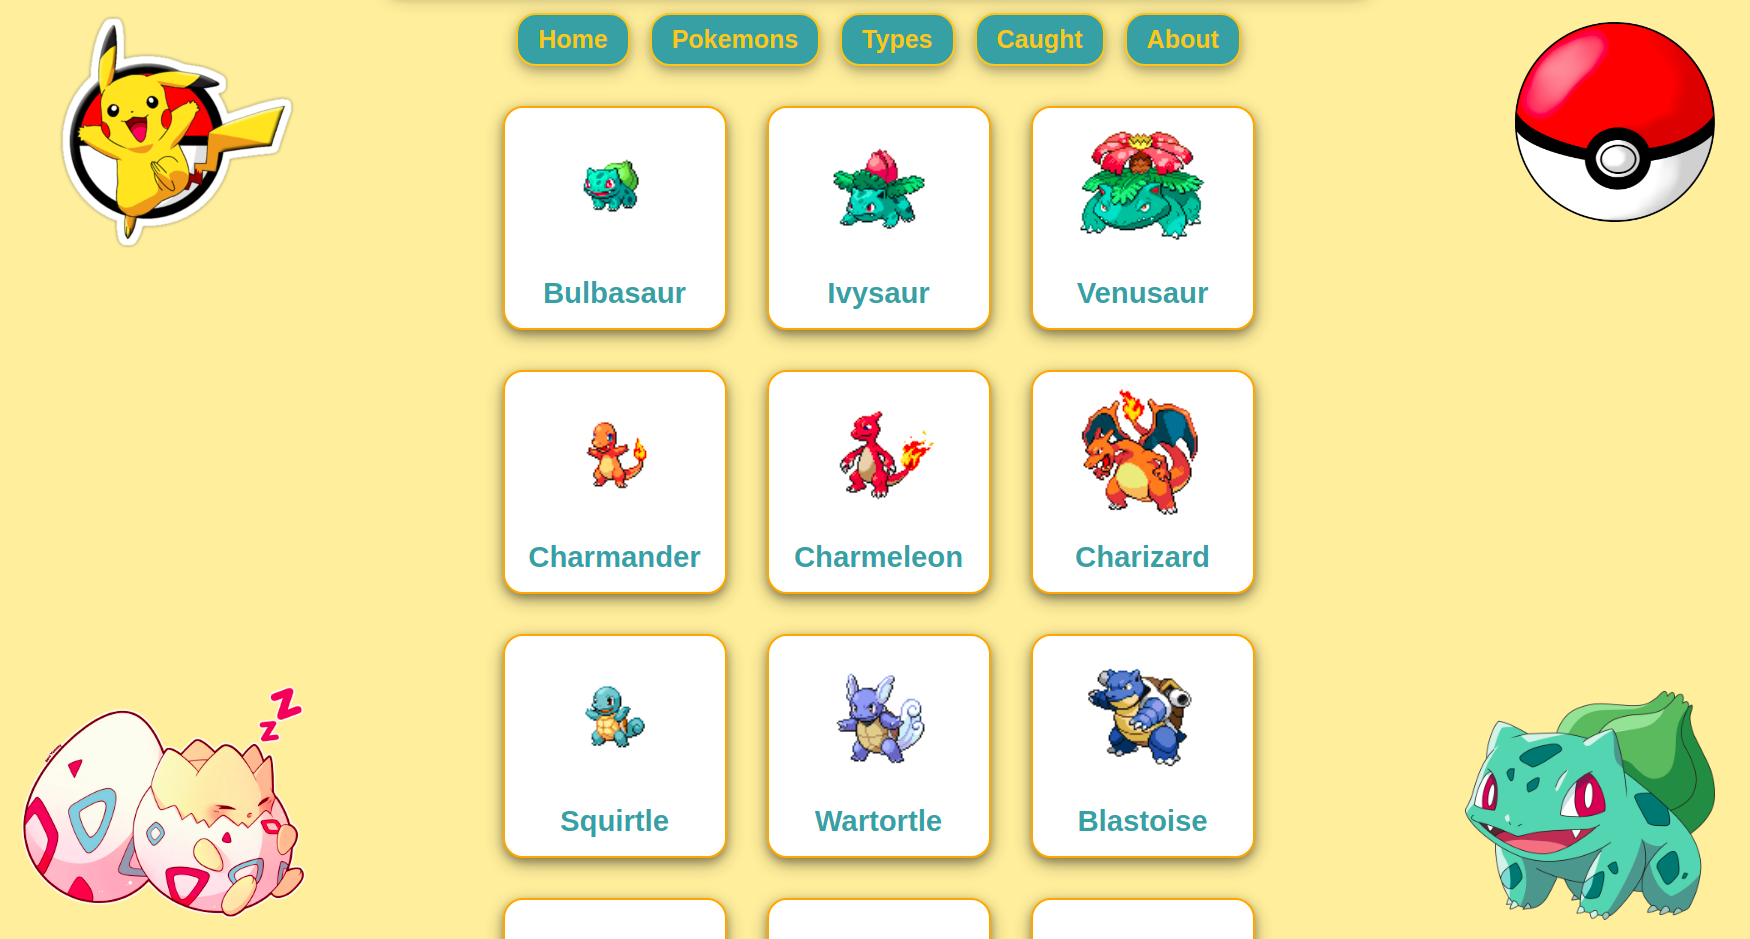 Home Pokemons Types Caught About
Bulbasaur Ivysaur Venusaur
Charmander Charmeleon Charizard
Squirtle Wartortle Blastoise
z
z